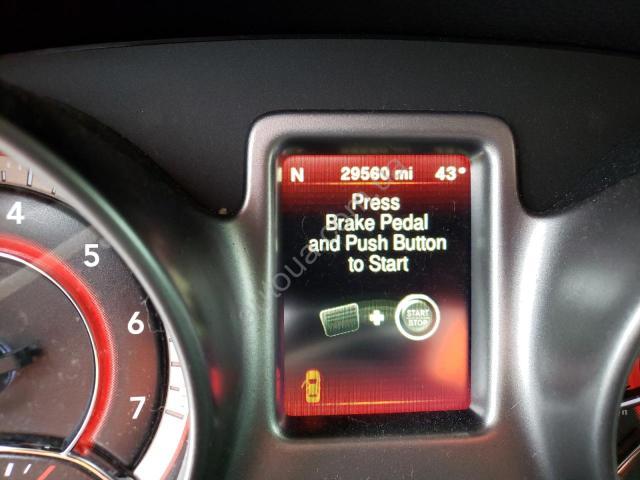 N 29560 mi 43°
Press
Brake Pedal
and Push Button
to Start
START
STOP
4
5
6
7